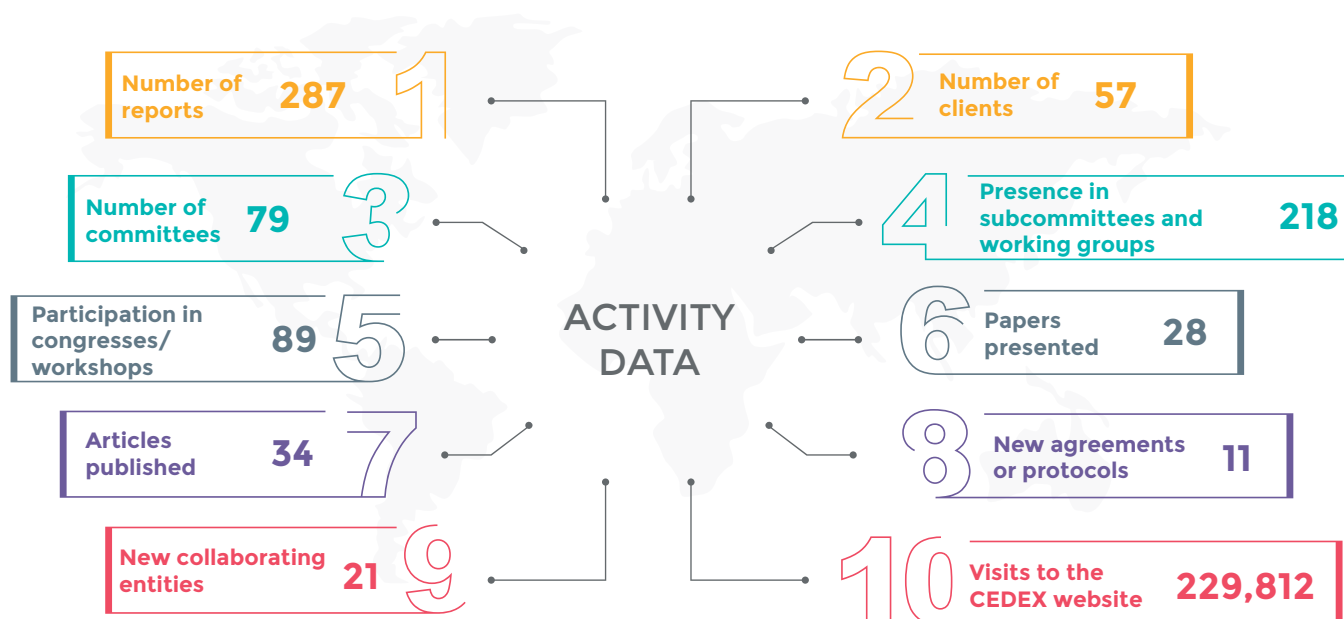 Number of
reports
287
1
2
Number of
clients
57
Number of
committees
79
3
4
Presence in
subcommittees and
working groups
218
Participation in
congresses/
workshops
89
5
ACTIVITY
DATA
6
Papers
presented
28
Articles
published
34
7
8
New agreements
or protocols
11
New collaborating
entities
21
9
10
Visits to the
CEDEX website
229,812